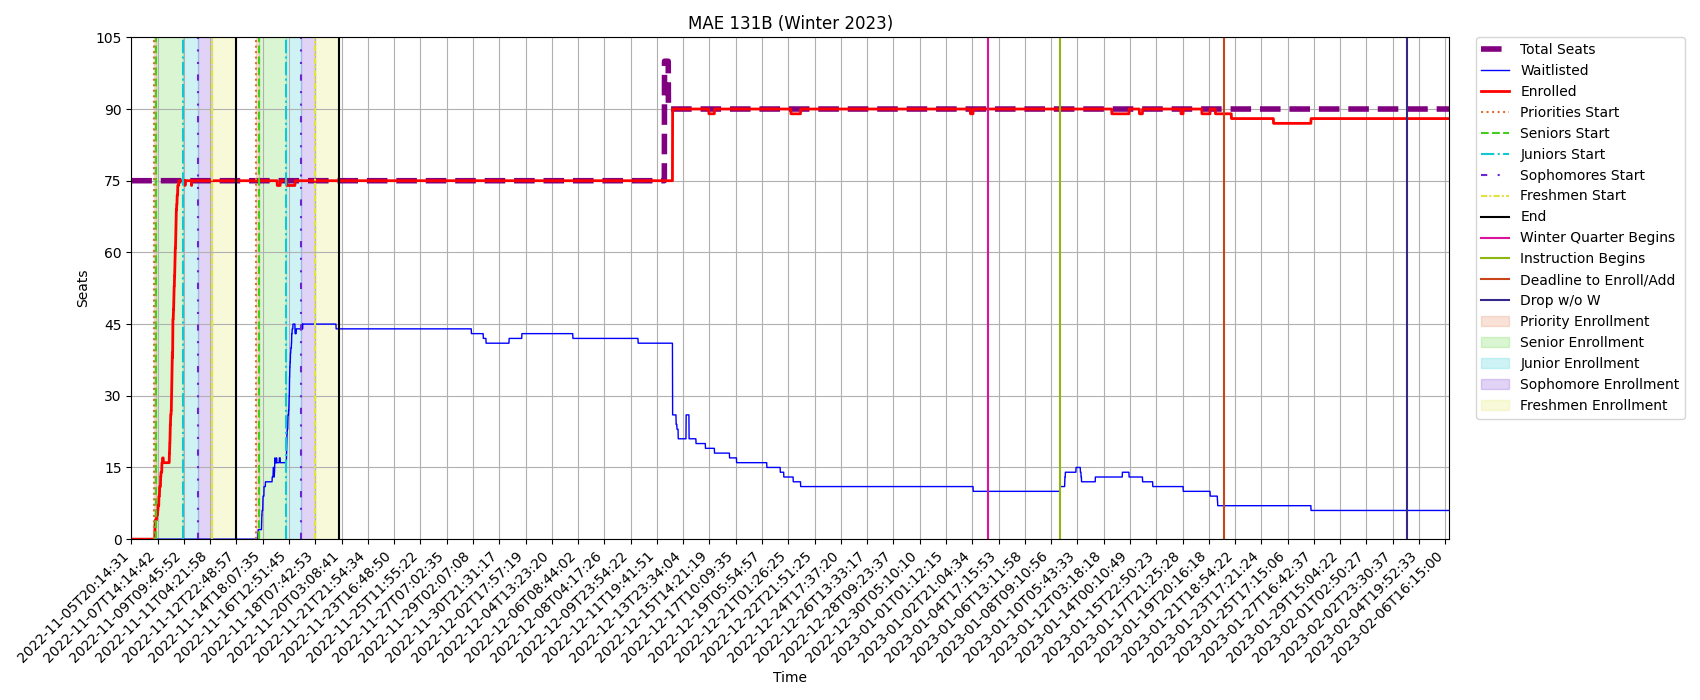 MAE 131B (Winter 2023)
105
90
75
60
45
30
15
0
Seats
2022-11-05T20:14:31
2022-11-07T14:14:42
2022-11-09T09:45:52
2022-11-11T04:21:58
2022-11-12T22:48:57
2022-11-14T18:07:35
2022-11-16T12:51:45
2022-11-18T07:42:53
2022-11-20T03:08:41
2022-11-21T21:54:34
2022-11-23T16:48:50
2022-11-25T11:55:22
2022-11-27T07:02:35
2022-11-29T02:07:08
2022-11-30T21:31:17
2022-12-02T17:57:19
2022-12-04T13:23:20
2022-12-06T08:44:02
2022-12-08T04:17:26
2022-12-09T23:54:22
2022-12-11T19:41:51
2022-12-13T23:34:04
2022-12-15T14:21:19
2022-12-17T10:09:35
2022-12-19T05:54:57
2022-12-21T01:26:25
2022-12-22T21:51:25
2022-12-24T17:37:20
2022-12-26T13:33:17
2022-12-28T09:23:37
2022-12-30T05:10:10
2023-01-01T01:12:15
2023-01-02T21:04:34
2023-01-04T17:15:53
2023-01-06T13:11:58
2023-01-08T09:10:56
2023-01-10T05:43:33
2023-01-12T03:18:18
2023-01-14T00:10:49
2023-01-15T22:50:23
2023-01-17T21:25:28
2023-01-19T20:16:18
2023-01-21T18:54:22
2023-01-23T17:21:24
2023-01-25T17:15:06
2023-01-27T16:42:37
2023-01-29T15:04:22
2023-02-01T02:50:27
2023-02-02T23:30:37
2023-02-04T19:52:33
2023-02-06T16:15:00
Time
Total Seats
Waitlisted
Enrolled
Priorities Start
Seniors Start
Juniors Start
Sophomores Start
Freshmen Start
End
Winter Quarter Begins
Instruction Begins
Deadline to Enroll/Add
Drop w/o W
Priority Enrollment
Senior Enrollment
Junior Enrollment
Sophomore Enrollment
Freshmen Enrollment